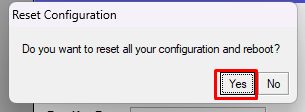 Reset Configuration
Do you want to reset all your configuration and reboot?
Yes No